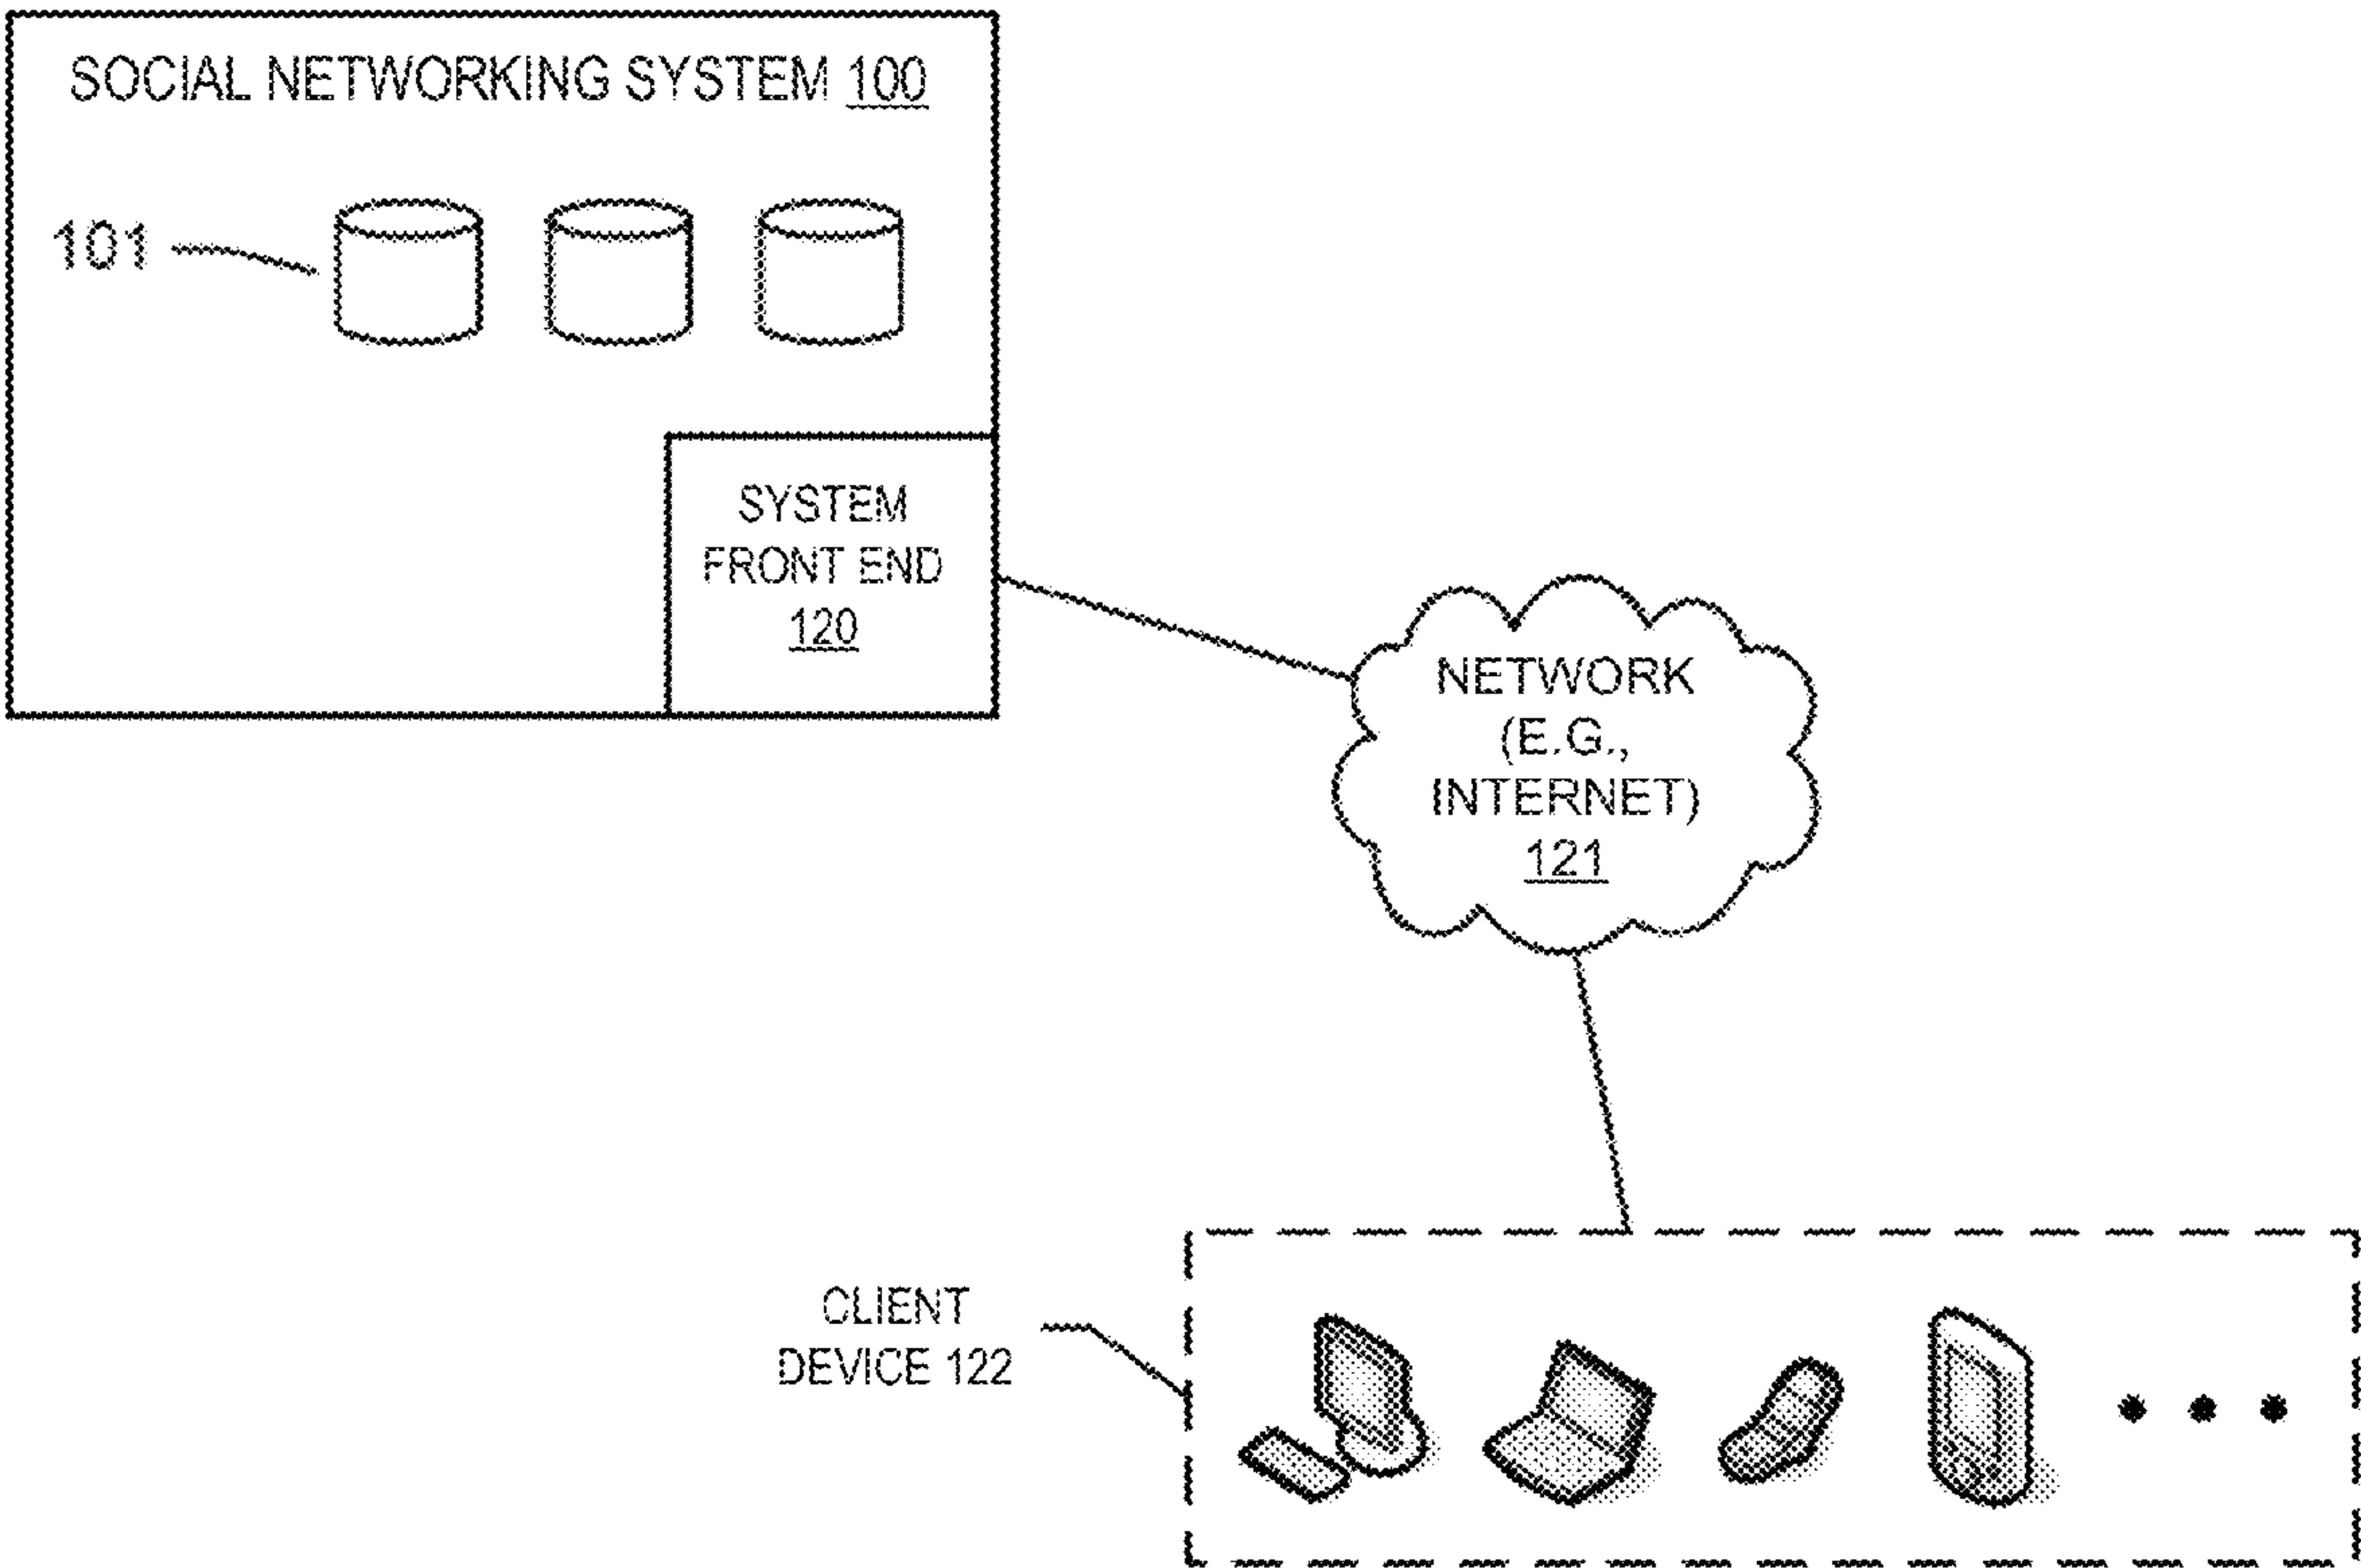 SOCIAL NETWORKING SYSTEM 100
101
SYSTEM
FRONT END
120
NETWORK
(E.G.,
INTERNET)
121
CLIENT
DEVICE 122